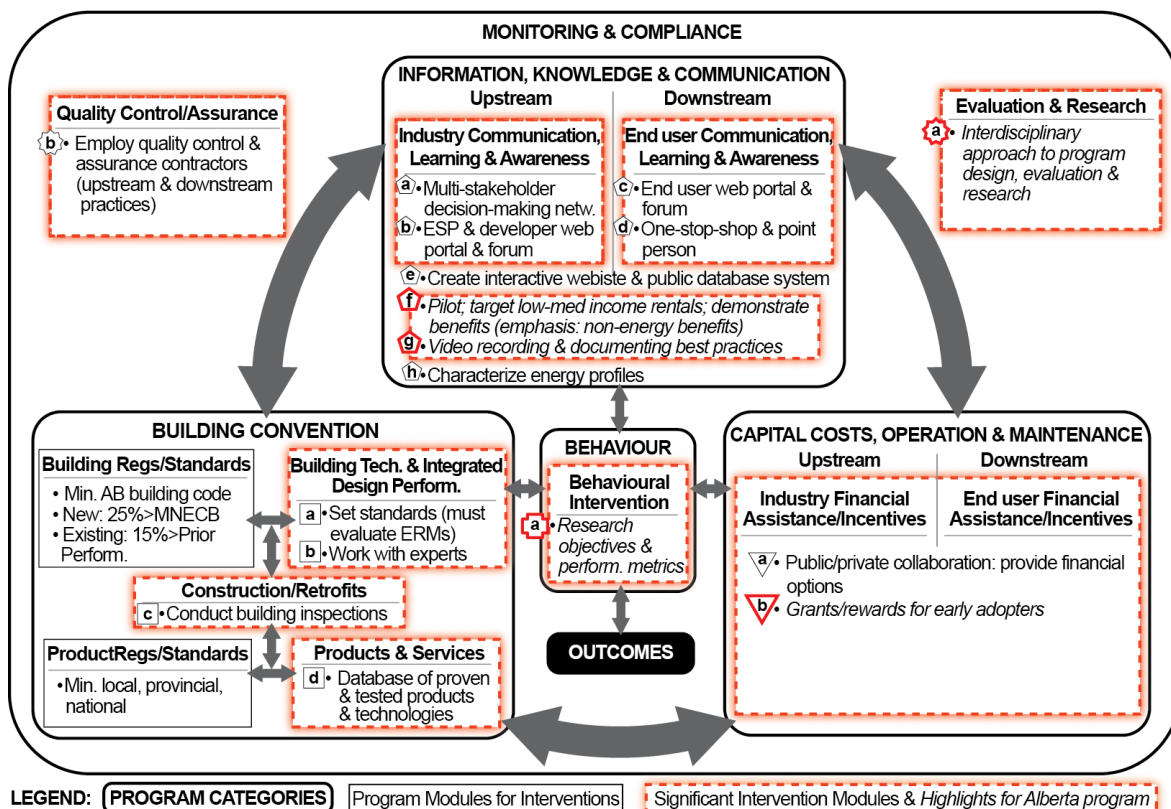 MONITORING & COMPLIANCE
Quality Control/Assurance
b • Employ quality control &
assurance contractors
(upstream & downstream
practices)
INFORMATION, KNOWLEDGE & COMMUNICATION
Upstream
Downstream
Industry Communication,
Learning & Awareness
a • Multi-stakeholder
decision-making netw.
b • ESP & developer web
portal & forum
End user Communication,
Learning & Awareness
c • End user web portal &
forum
d • One-stop-shop & point
person
e • Create interactive webiste & public database system
f • Pilot; target low-med income rentals; demonstrate
benefits (emphasis: non-energy benefits)
g • Video recording & documenting best practices
h • Characterize energy profiles
Evaluation & Research
a • Interdisciplinary
approach to program
design, evaluation &
research
BUILDING CONVENTION
Building Regs/Standards
• Min. AB building code
• New: 25%>MNECB
• Existing: 15%>Prior
Perform.
Building Tech. & Integrated
Design Perform.
a • Set standards (must
evaluate ERMs)
b • Work with experts
Construction/Retrofits
c • Conduct building inspections
ProductRegs/Standards
• Min. local, provincial,
national
Products & Services
d • Database of proven
& tested products
& technologies
BEHAVIOUR
Behavioural
Intervention
a • Research
objectives &
perform. metrics
OUTCOMES
CAPITAL COSTS, OPERATION & MAINTENANCE
Upstream
Downstream
Industry Financial
Assistance/Incentives
End user Financial
Assistance/Incentives
a • Public/private collaboration: provide financial
options
b • Grants/rewards for early adopters
LEGEND: PROGRAM CATEGORIES Program Modules for Interventions Significant Intervention Modules & Highlights for Alberta program